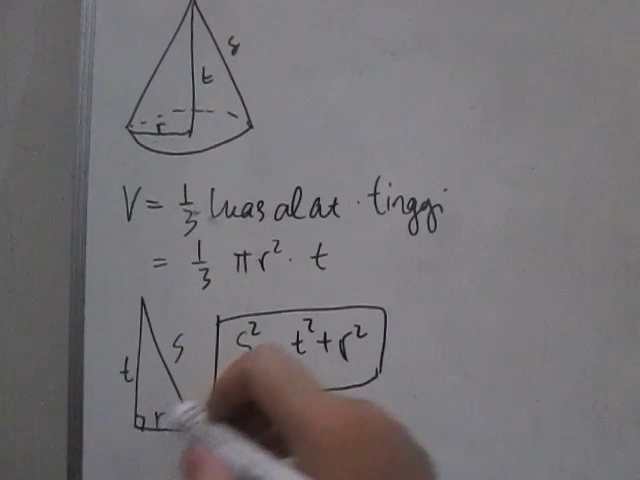 s
t
r
V = 1/3 luas alat . tinggi
= 1/3 πr² . t
t
s
s² t² + r²
r